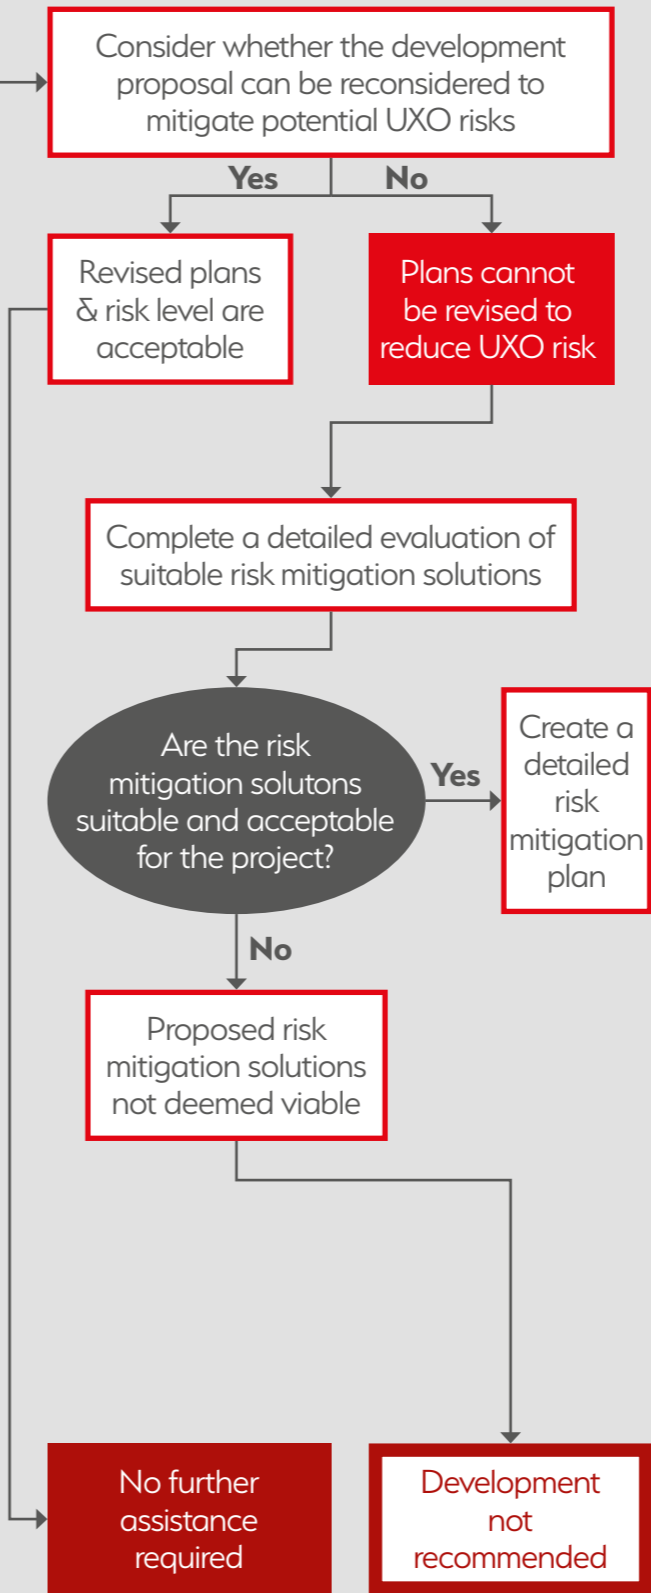 Consider whether the development
proposal can be reconsidered to
mitigate potential UXO risks
Yes
No
Revised plans
& risk level are
acceptable
Plans cannot
be revised to
reduce UXO risk
Complete a detailed evaluation of
suitable risk mitigation solutions
Are the risk
mitigation solutons
suitable and acceptable
for the project?
Yes
Create a
detailed
risk
mitigation
plan
No
Proposed risk
mitigation solutions
not deemed viable
No further
assistance
required
Development
not
recommended